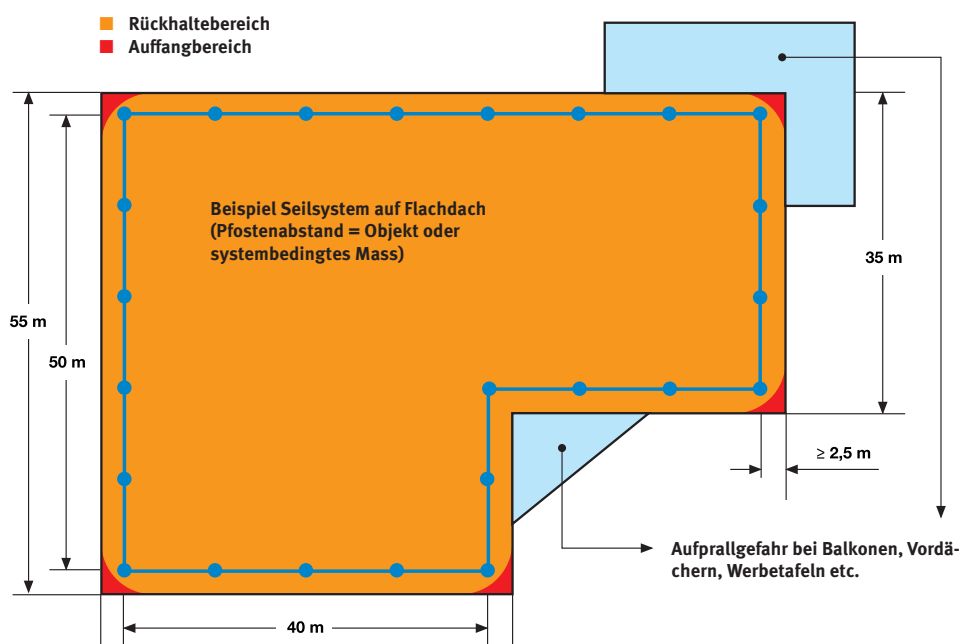 Rückhaltebereich
Auffangbereich
Beispiel Seilsystem auf Flachdach
(Pfostenabstand = Objekt oder
systembedingtes Mass)
35 m
55 m
50 m
≥ 2,5 m
Aufprallgefahr bei Balkonen, Vordä-
chern, Werbetafeln etc.
40 m